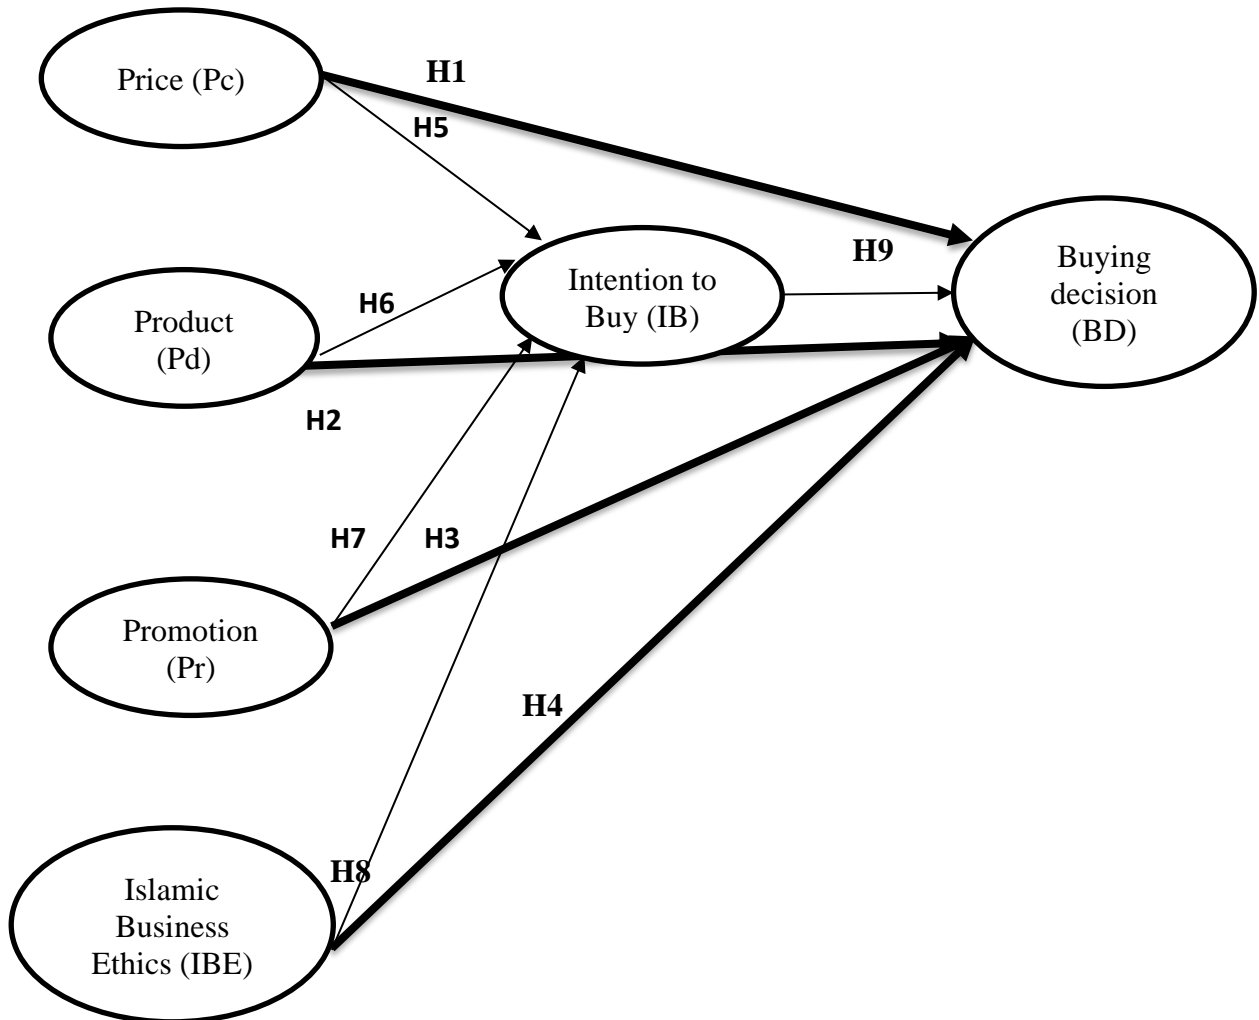 Price (Pc)
H1
H5
Product
(Pd)
H6
Intention to
Buy (IB)
H9
Buying
decision
(BD)
H2
H7
H3
Promotion
(Pr)
H4
H8
Islamic
Business
Ethics (IBE)